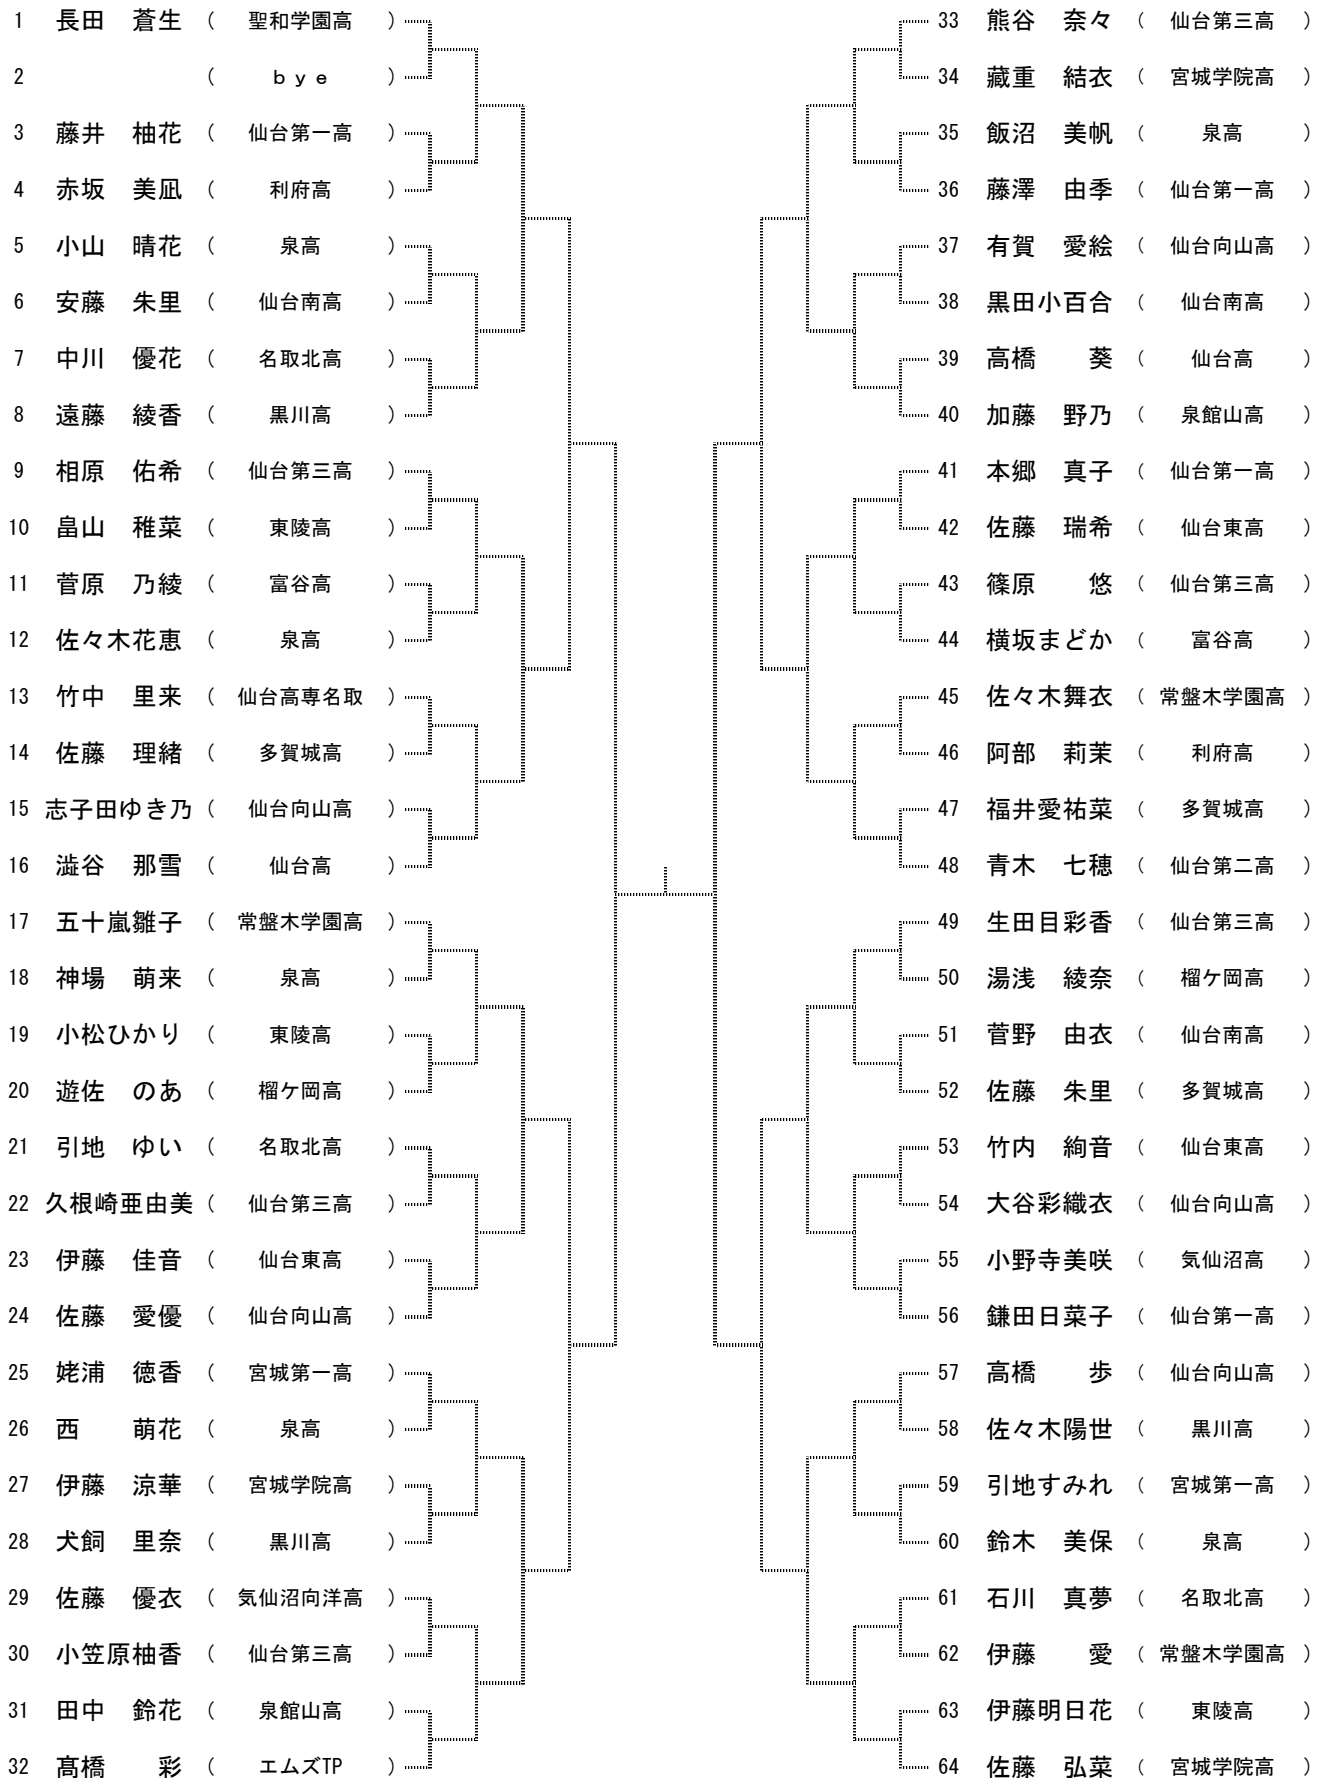 1 長田　蒼生 （ 聖和学園高 ）
2 （ ｂｙｅ ）
3 藤井　柚花 （ 仙台第一高 ）
4 赤坂　美凪 （ 利府高 ）
5 小山　晴花 （ 泉高 ）
6 安藤　朱里 （ 仙台南高 ）
7 中川　優花 （ 名取北高 ）
8 遠藤　綾香 （ 黒川高 ）
9 相原　佑希 （ 仙台第三高 ）
10 畠山　稚菜 （ 東陵高 ）
11 菅原　乃綾 （ 富谷高 ）
12 佐々木花恵 （ 泉高 ）
13 竹中　里来 （ 仙台高専名取 ）
14 佐藤　理緒 （ 多賀城高 ）
15 志子田ゆき乃 （ 仙台向山高 ）
16 澁谷　那雪 （ 仙台高 ）
17 五十嵐雛子 （ 常盤木学園高 ）
18 神場　萌来 （ 泉高 ）
19 小松ひかり （ 東陵高 ）
20 遊佐　のあ （ 榴ケ岡高 ）
21 引地　ゆい （ 名取北高 ）
22 久根崎亜由美 （ 仙台第三高 ）
23 伊藤　佳音 （ 仙台東高 ）
24 佐藤　愛優 （ 仙台向山高 ）
25 姥浦　徳香 （ 宮城第一高 ）
26 西　　萌花 （ 泉高 ）
27 伊藤　涼華 （ 宮城学院高 ）
28 犬飼　里奈 （ 黒川高 ）
29 佐藤　優衣 （ 気仙沼向洋高 ）
30 小笠原柚香 （ 仙台第三高 ）
31 田中　鈴花 （ 泉館山高 ）
32 髙橋　　彩 （ エムズTP ）
33 熊谷　奈々 （ 仙台第三高 ）
34 藏重　結衣 （ 宮城学院高 ）
35 飯沼　美帆 （ 泉高 ）
36 藤澤　由季 （ 仙台第一高 ）
37 有賀　愛絵 （ 仙台向山高 ）
38 黒田小百合 （ 仙台南高 ）
39 高橋　　葵 （ 仙台高 ）
40 加藤　野乃 （ 泉館山高 ）
41 本郷　真子 （ 仙台第一高 ）
42 佐藤　瑞希 （ 仙台東高 ）
43 篠原　　悠 （ 仙台第三高 ）
44 横坂まどか （ 富谷高 ）
45 佐々木舞衣 （ 常盤木学園高 ）
46 阿部　莉茉 （ 利府高 ）
47 福井愛祐菜 （ 多賀城高 ）
48 青木　七穂 （ 仙台第二高 ）
49 生田目彩香 （ 仙台第三高 ）
50 湯浅　綾奈 （ 榴ケ岡高 ）
51 菅野　由衣 （ 仙台南高 ）
52 佐藤　朱里 （ 多賀城高 ）
53 竹内　絢音 （ 仙台東高 ）
54 大谷彩織衣 （ 仙台向山高 ）
55 小野寺美咲 （ 気仙沼高 ）
56 鎌田日菜子 （ 仙台第一高 ）
57 高橋　　歩 （ 仙台向山高 ）
58 佐々木陽世 （ 黒川高 ）
59 引地すみれ （ 宮城第一高 ）
60 鈴木　美保 （ 泉高 ）
61 石川　真夢 （ 名取北高 ）
62 伊藤　　愛 （ 常盤木学園高 ）
63 伊藤明日花 （ 東陵高 ）
64 佐藤　弘菜 （ 宮城学院高 ）